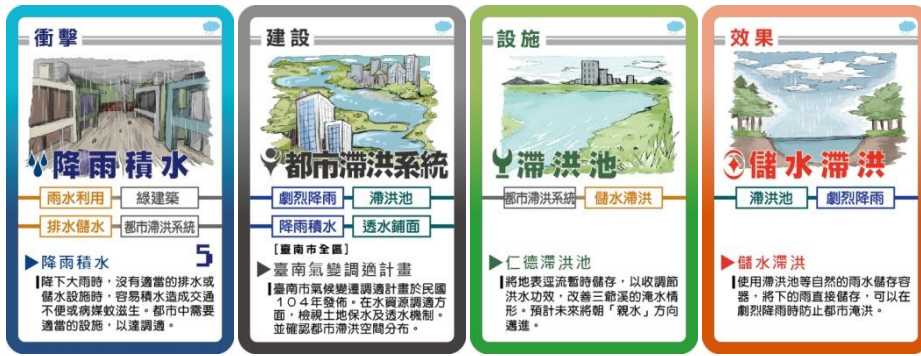 衝擊
降雨積水
雨水利用
綠建築
排水儲水
都市滯洪系統
降雨積水
5
降下大雨時，沒有適當的排水或
儲水設施時，容易積水造成交通
不便或病媒蚊滋生。都市中需要
適當的設施，以達調適。
建設
都市滯洪系統
劇烈降雨
滯洪池
降雨積水
透水鋪面
［臺南市全區］
臺南氣變調適計畫
臺南市氣候變遷調適計畫於民國
１０４年發佈。在水資源調適方
面，檢視土地保水及透水機制。
並確認都市滯洪空間分布。
設施
滯洪池
都市滯洪系統
儲水滯洪
仁德滯洪池
將地表逕流暫時儲存，以收調節
洪水功效，改善三爺溪的淹水情
形。預計未來將朝「親水」方向
邁進。
效果
儲水滯洪
滯洪池
劇烈降雨
儲水滯洪
使用滯洪池等自然的雨水儲存容
器，將下的雨直接儲存，可以在
劇烈降雨時防止都市淹洪。